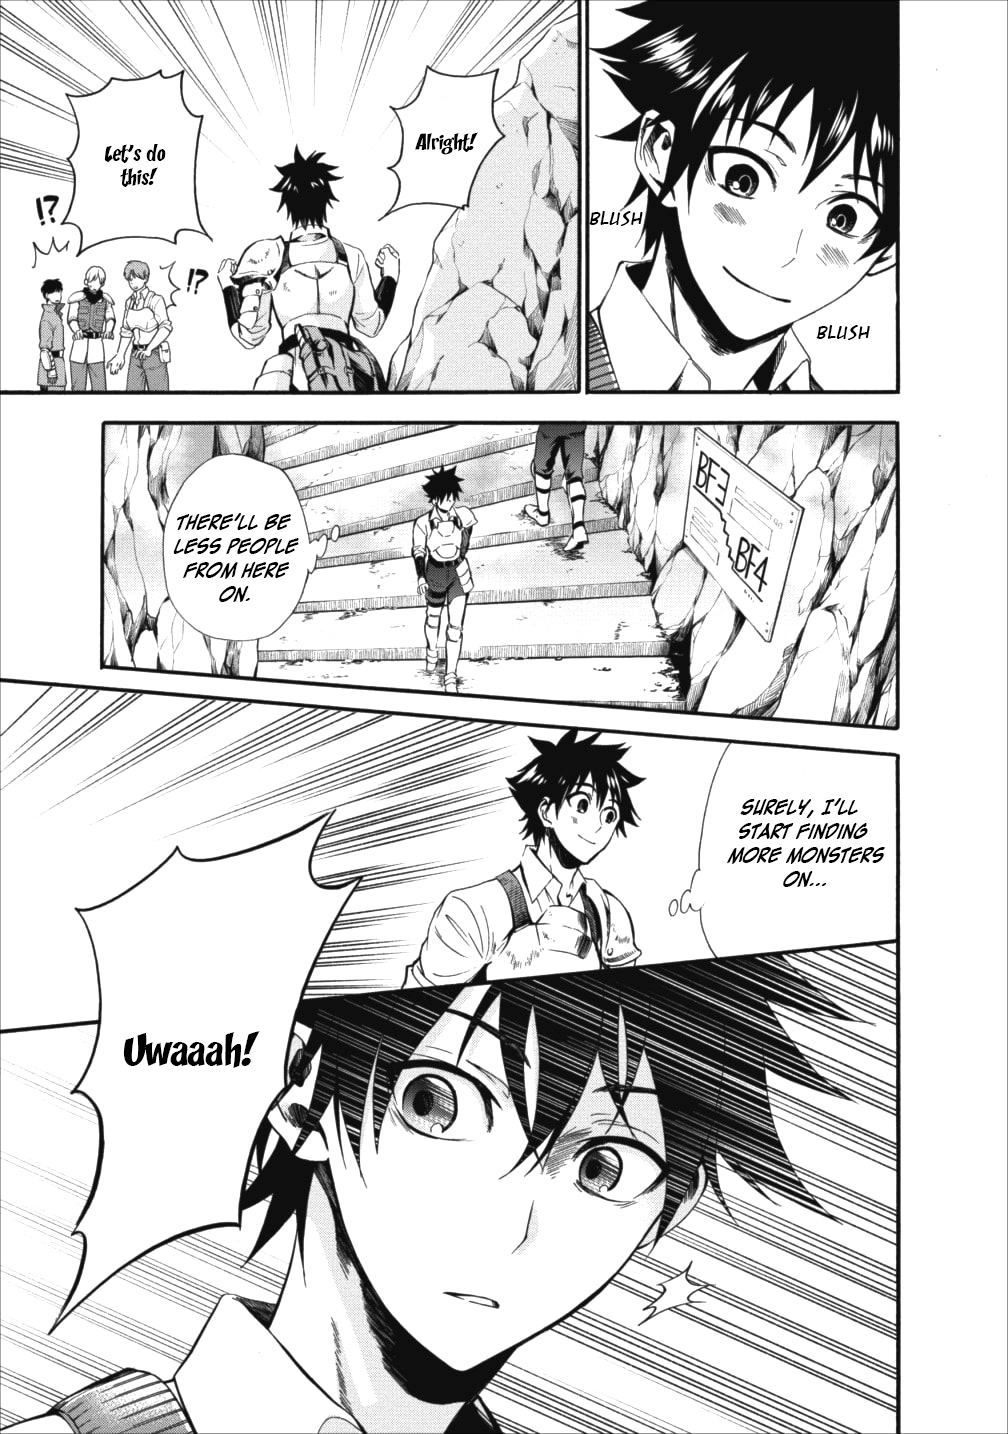 BLUSH
BLUSH
Alright!
Let's do
this!
!?
!?
BF3
BF4
THERE'LL BE
LESS PEOPLE
FROM HERE
ON.
SURELY, I'LL
START FINDING
MORE MONSTERS
ON...
Uwaaah!